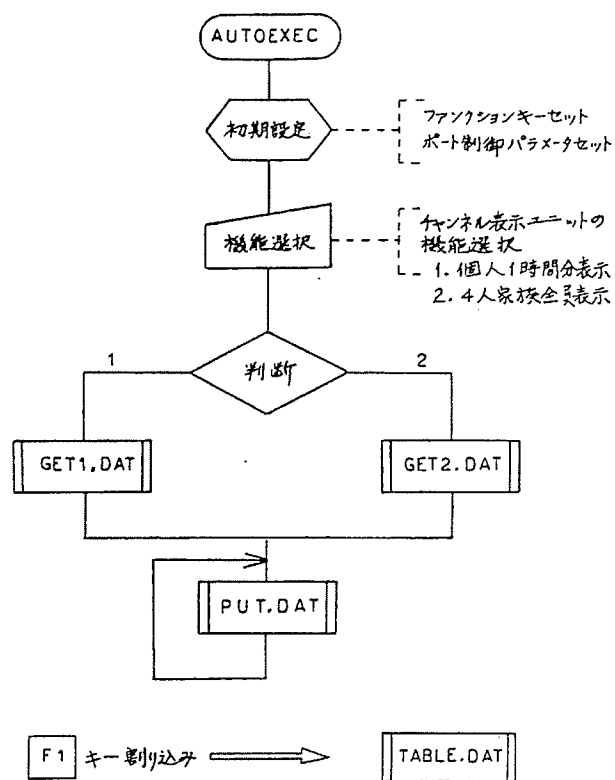 AUTOEXEC
初期設定
ファンクションキーセット
ポート制御パラメータセット
機能選択
チャンネル表示ユニットの
機能選択
1. 個人1時間分表示
2. 4人家族全員表示
判断
1
2
GET1.DAT
GET2.DAT
PUT.DAT
F1 キー割り込み
TABLE.DAT